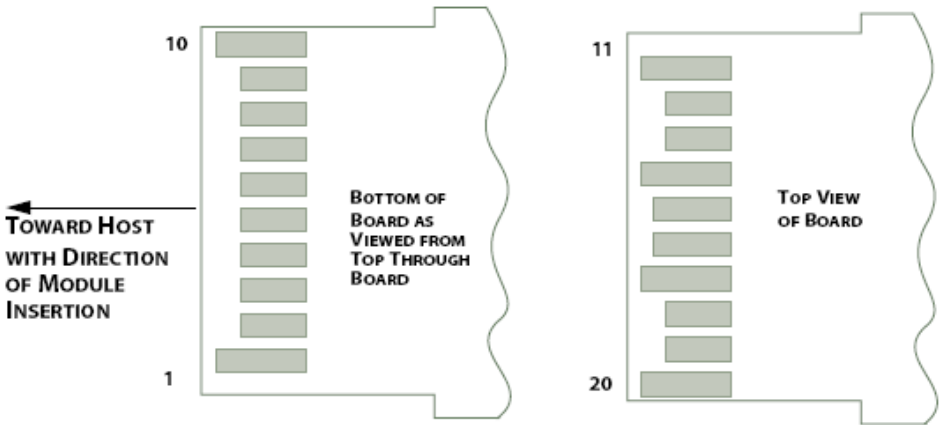 10
1
TOWARD HOST
WITH DIRECTION
OF MODULE
INSERTION
BOTTOM OF
BOARD AS
VIEWED FROM
TOP THROUGH
BOARD
11
20
TOP VIEW
OF BOARD